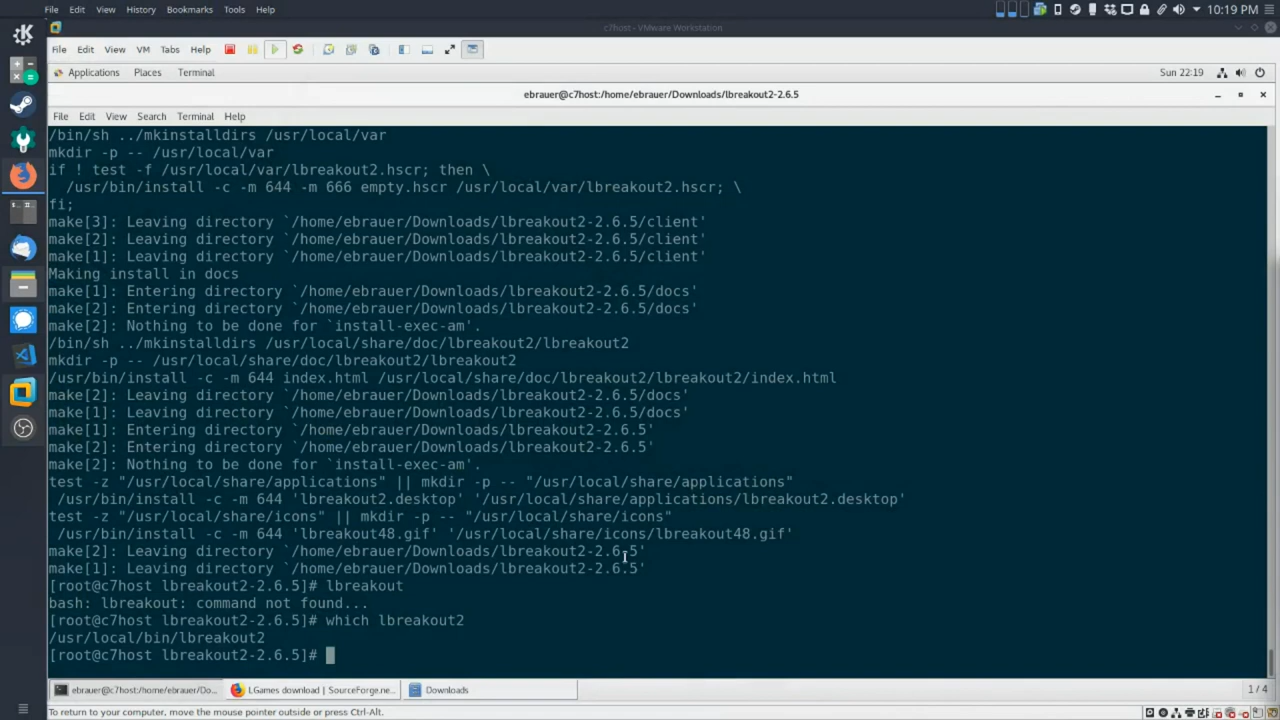 File Edit View History Bookmarks Tools Help 10:19 PM
c7host - VMware Workstation
File Edit View VM Tabs Help
Applications Places Terminal Sun 22:19
ebrauer@c7host:/home/ebrauer/Downloads/lbreakout2-2.6.5
File Edit View Search Terminal Help
/bin/sh ../mkinstalldirs /usr/local/var
mkdir -p -- /usr/local/var
if ! test -f /usr/local/var/lbreakout2.hscr; then \
/usr/bin/install -c -m 644 -m 666 empty.hscr /usr/local/var/lbreakout2.hscr; \
fi;
make[3]: Leaving directory `/home/ebrauer/Downloads/lbreakout2-2.6.5/client'
make[2]: Leaving directory `/home/ebrauer/Downloads/lbreakout2-2.6.5/client'
make[1]: Leaving directory `/home/ebrauer/Downloads/lbreakout2-2.6.5/client'
Making install in docs
make[1]: Entering directory `/home/ebrauer/Downloads/lbreakout2-2.6.5/docs'
make[2]: Entering directory `/home/ebrauer/Downloads/lbreakout2-2.6.5/docs'
make[2]: Nothing to be done for `install-exec-am'.
/bin/sh ../mkinstalldirs /usr/local/share/doc/lbreakout2/lbreakout2
mkdir -p -- /usr/local/share/doc/lbreakout2/lbreakout2
/usr/bin/install -c -m 644 index.html /usr/local/share/doc/lbreakout2/lbreakout2/index.html
make[2]: Leaving directory `/home/ebrauer/Downloads/lbreakout2-2.6.5/docs'
make[1]: Leaving directory `/home/ebrauer/Downloads/lbreakout2-2.6.5/docs'
make[1]: Entering directory `/home/ebrauer/Downloads/lbreakout2-2.6.5'
make[2]: Entering directory `/home/ebrauer/Downloads/lbreakout2-2.6.5'
make[2]: Nothing to be done for `install-exec-am'.
test -z "/usr/local/share/applications" || mkdir -p -- "/usr/local/share/applications"
/usr/bin/install -c -m 644 'lbreakout2.desktop' '/usr/local/share/applications/lbreakout2.desktop'
test -z "/usr/local/share/icons" || mkdir -p -- "/usr/local/share/icons"
/usr/bin/install -c -m 644 'lbreakout48.gif' '/usr/local/share/icons/lbreakout48.gif'
make[2]: Leaving directory `/home/ebrauer/Downloads/lbreakout2-2.6.5'
make[1]: Leaving directory `/home/ebrauer/Downloads/lbreakout2-2.6.5'
[root@c7host lbreakout2-2.6.5]# lbreakout
bash: lbreakout: command not found...
[root@c7host lbreakout2-2.6.5]# which lbreakout2
/usr/local/bin/lbreakout2
[root@c7host lbreakout2-2.6.5]#
ebrauer@c7host:/home/ebrauer/Do... LGames download | SourceForge.ne... Downloads 1 / 4
To return to your computer, move the mouse pointer outside or press Ctrl-Alt.